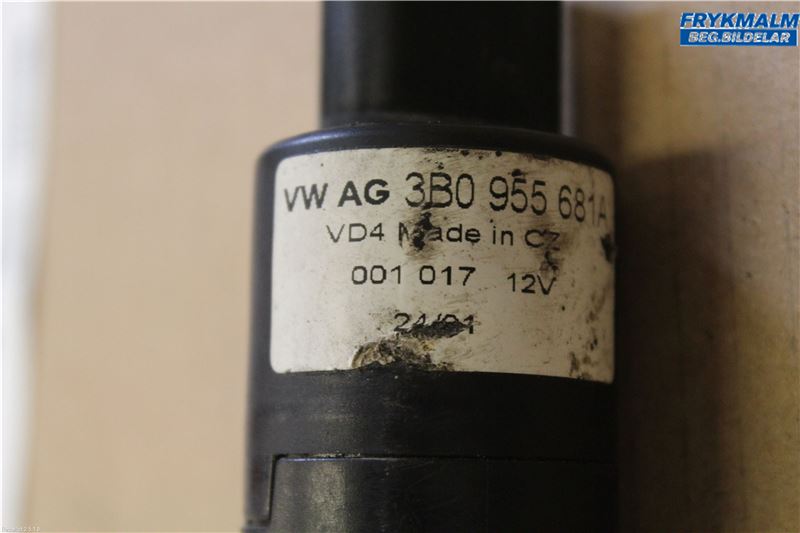 FRYKMALM
BEG.BILDELAR
VW AG 3B0 955 681A
VD4 Made in CZ
001 017 12V
24/01